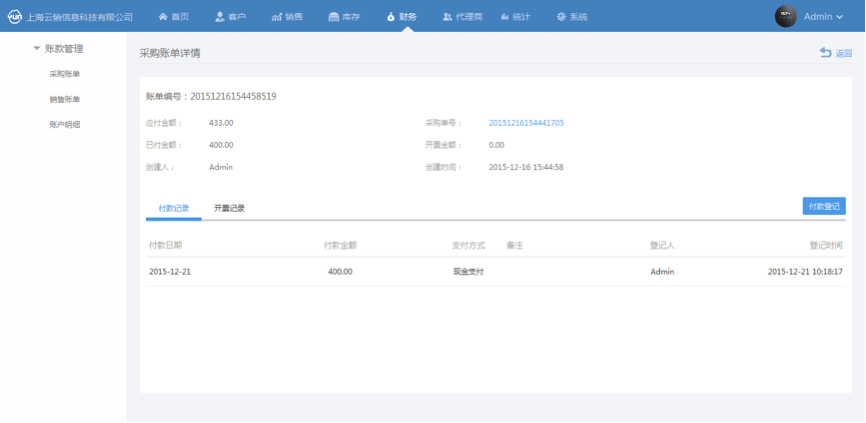 yun 上海云销信息科技有限公司 首页 客户 销售 库存 财务 代理商 统计 系统 Admin
账款管理
采购账单
销售账单
账户明细
采购账单详情 返回
账单编号：20151216154458519
应付金额： 433.00 采购单号： 20151216154441705
已付金额： 400.00 开票金额： 0.00
创建人： Admin 创建时间： 2015-12-16 15:44:58
付款记录 开票记录 付款登记
付款日期 付款金额 支付方式 备注 登记人 登记时间
2015-12-21 400.00 现金支付 Admin 2015-12-21 10:18:17